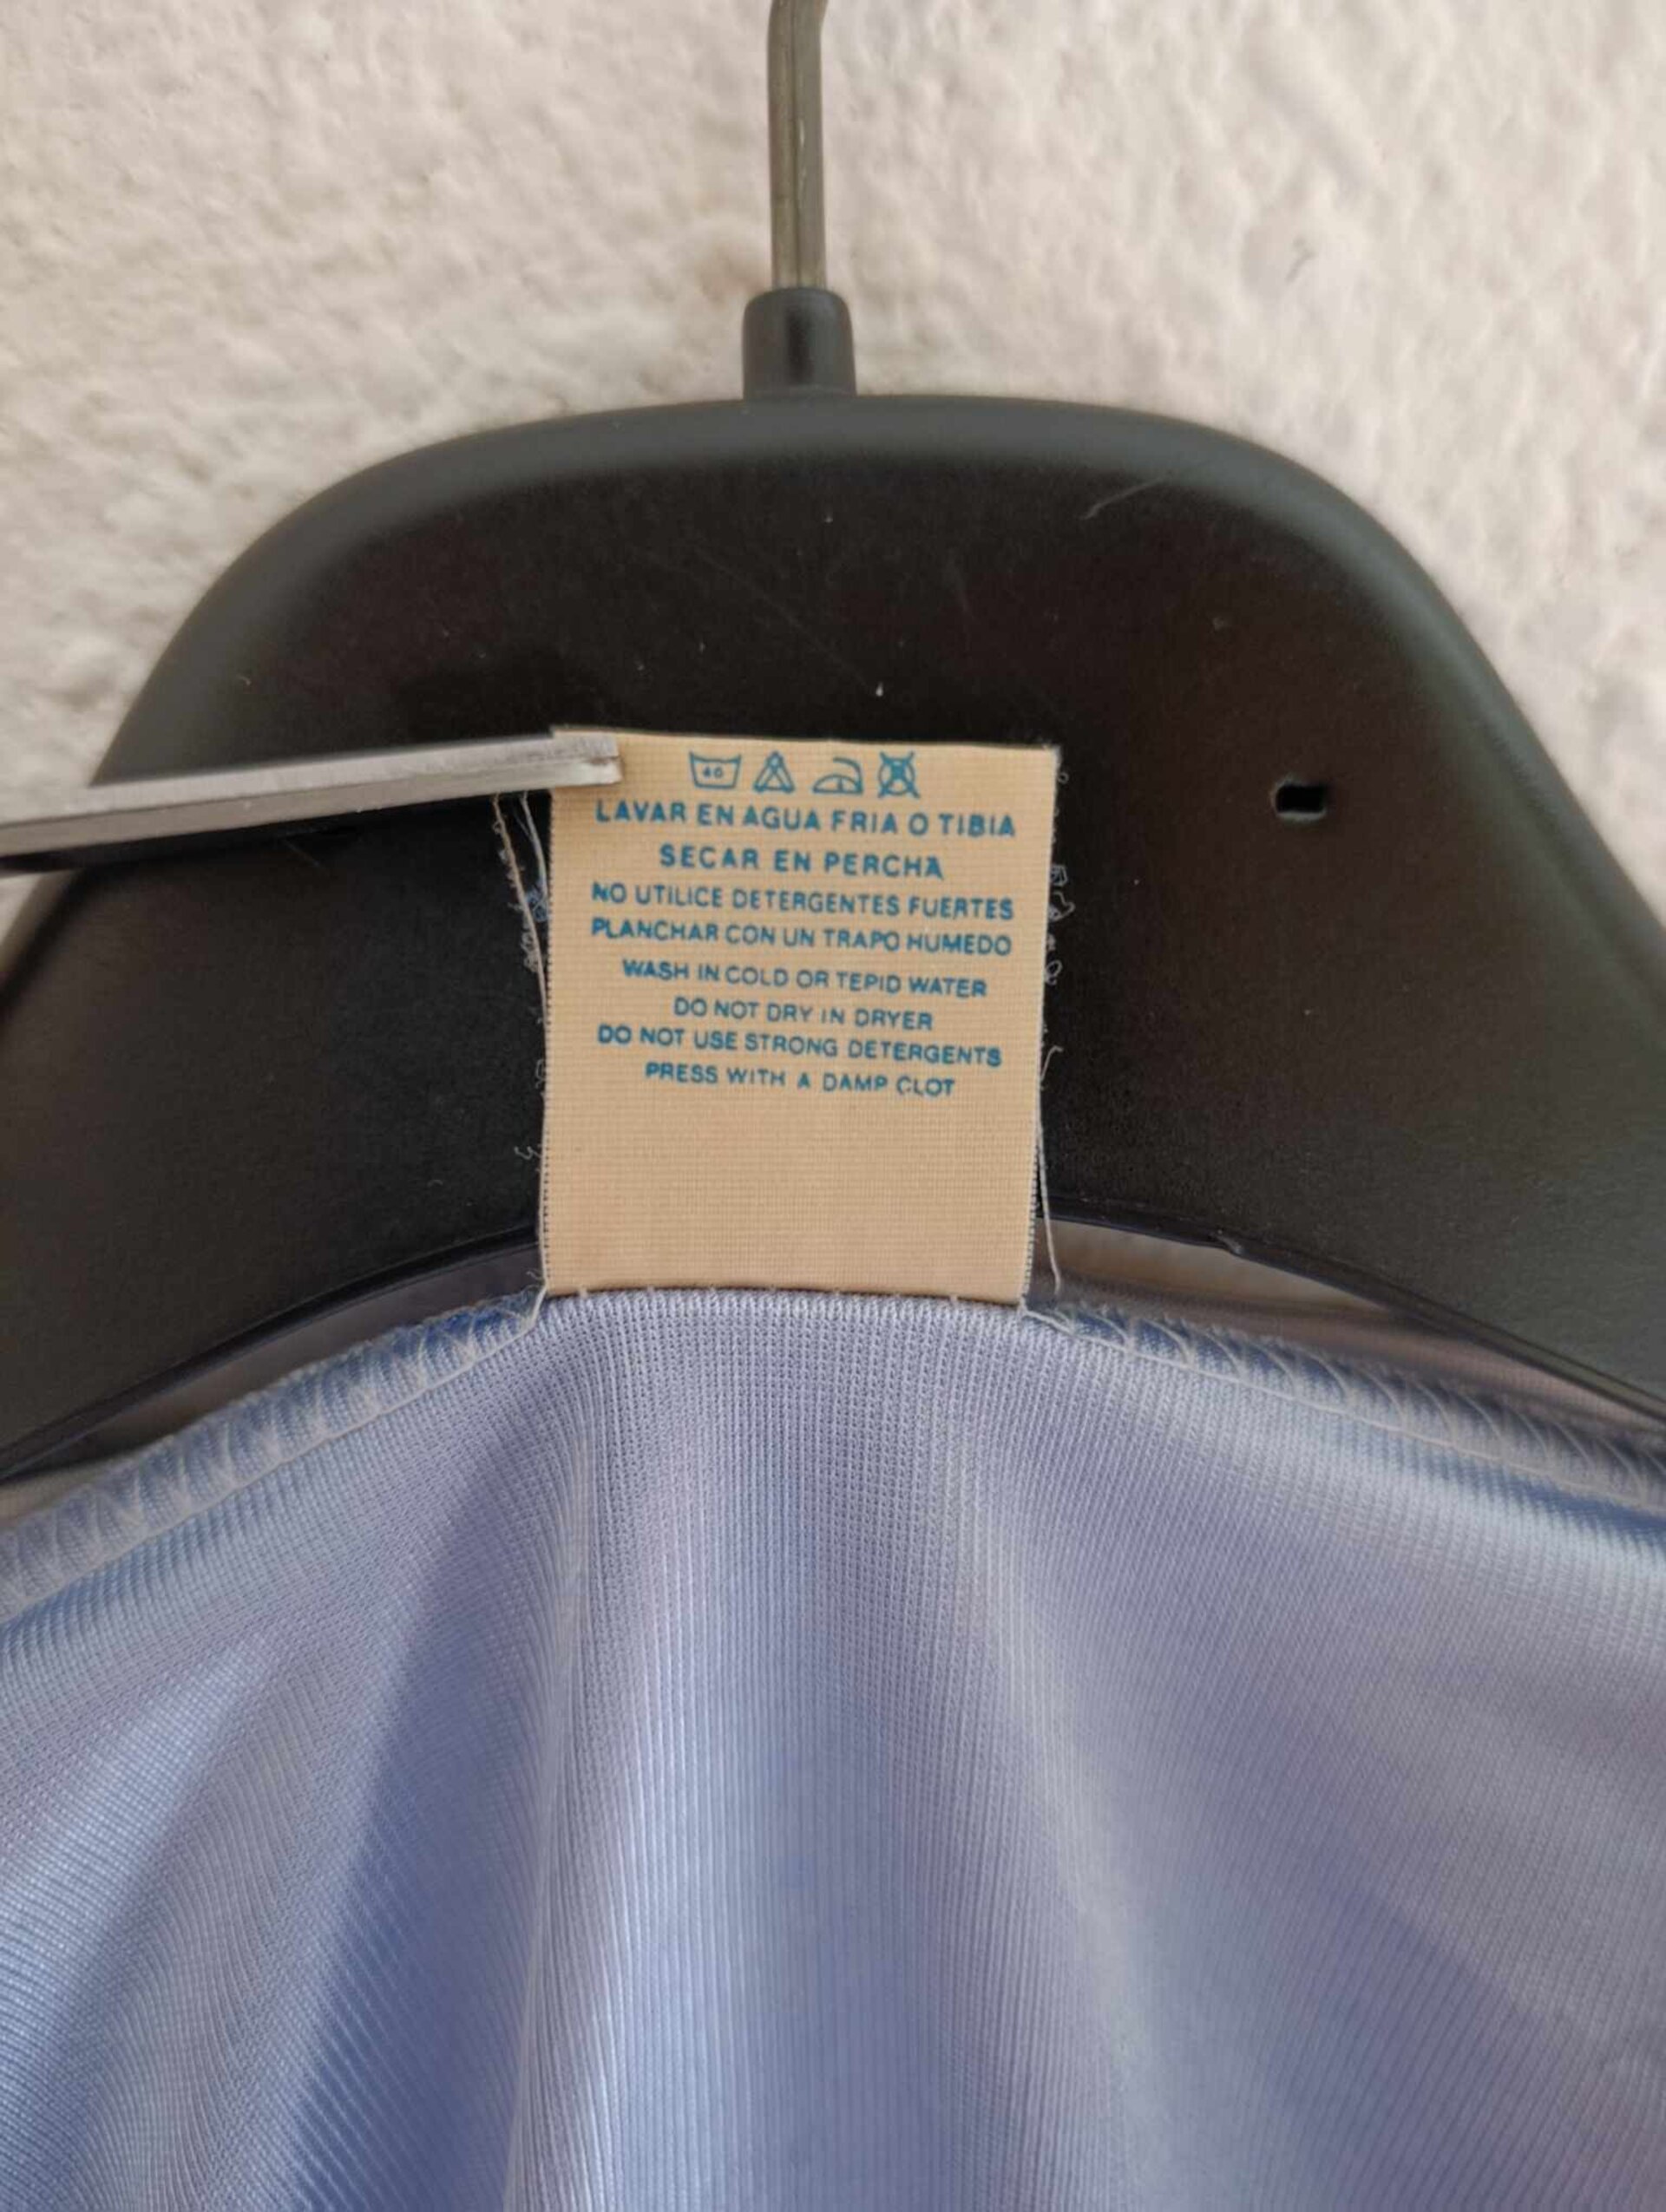 40
LAVAR EN AGUA FRIA O TIBIA
SECAR EN PERCHA
NO UTILICE DETERGENTES FUERTES
PLANCHAR CON UN TRAPO HUMEDO
WASH IN COLD OR TEPID WATER
DO NOT DRY IN DRYER
DO NOT USE STRONG DETERGENTS
PRESS WITH A DAMP CLOT